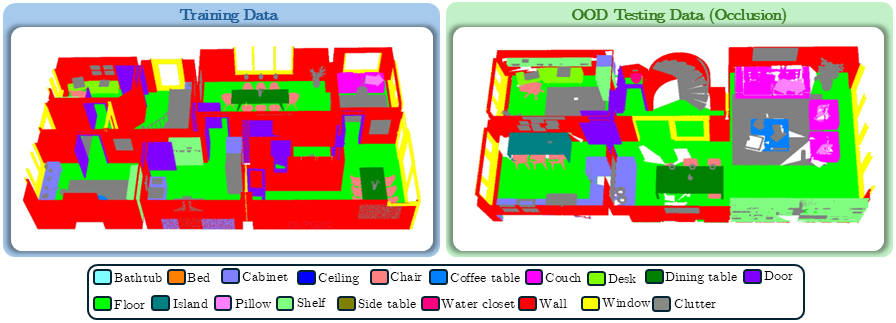 Training Data
OOD Testing Data (Occlusion)
Bathtub Bed Cabinet Ceiling Chair Coffee table Couch Desk Dining table Door
Floor Island Pillow Shelf Side table Water closet Wall Window Clutter